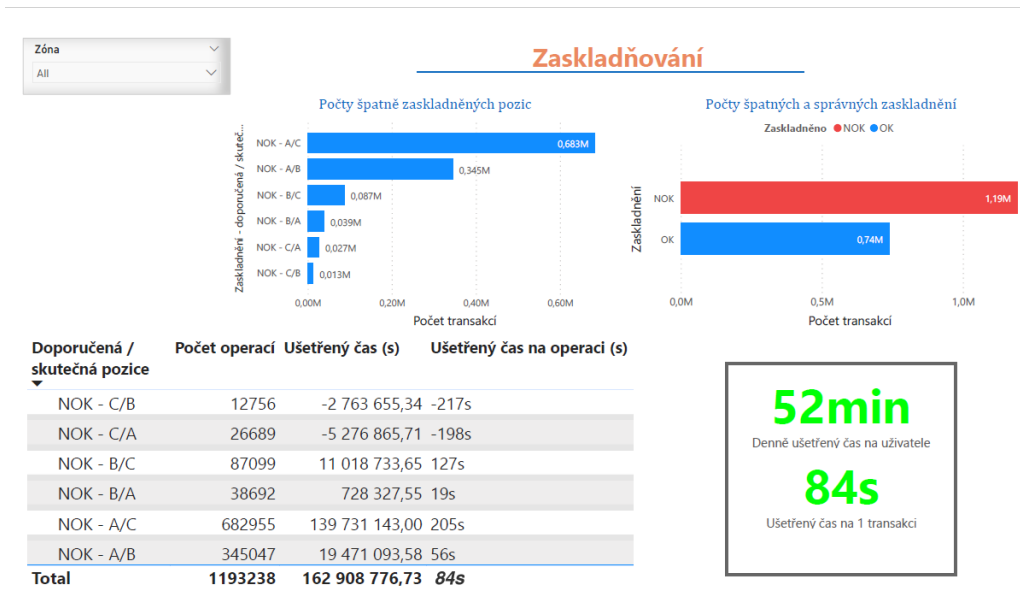 Zóna
All
Zaskladňování
Počty špatně zaskladněných pozic
Zaskladnění - doporučená / skuteč...
NOK - A/C
0,683M
NOK - A/B
0,345M
NOK - B/C
0,087M
NOK - B/A
0,039M
NOK - C/A
0,027M
NOK - C/B
0,013M
0,00M 0,20M 0,40M 0,60M
Počet transakcí
Počty špatných a správných zaskladnění
Zaskladněno NOK OK
Zaskladnění
NOK
1,19M
OK
0,74M
0,0M 0,5M 1,0M
Počet transakcí
Doporučená / skutečná pozice Počet operací Ušetřený čas (s) Ušetřený čas na operaci (s)
NOK - C/B 12756 -2 763 655,34 -217s
NOK - C/A 26689 -5 276 865,71 -198s
NOK - B/C 87099 11 018 733,65 127s
NOK - B/A 38692 728 327,55 19s
NOK - A/C 682955 139 731 143,00 205s
NOK - A/B 345047 19 471 093,58 56s
Total 1193238 162 908 776,73 84s
52min
Denně ušetřený čas na uživatele
84s
Ušetřený čas na 1 transakci